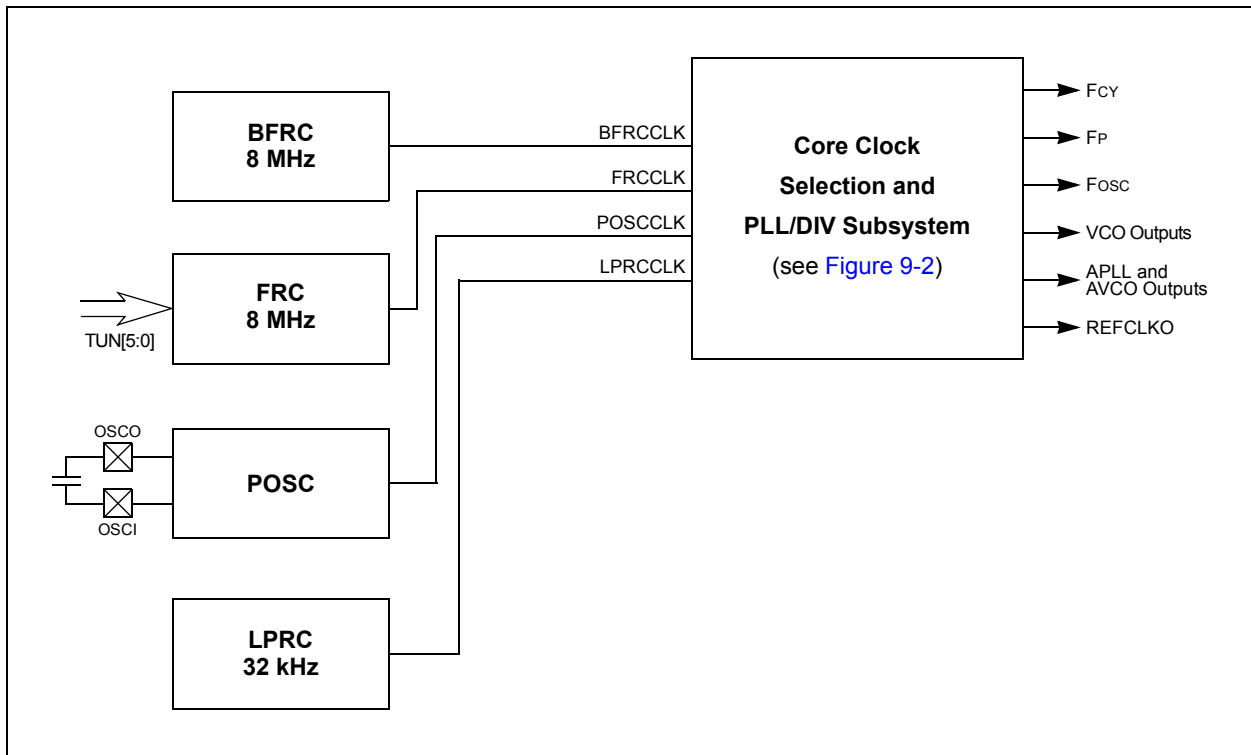 BFRC
8 MHz
BFRCCLK
FRCCLK
POSCCLK
LPRCCLK
FRC
8 MHz
TUN[5:0]
OSCO
OSCI
POSC
LPRC
32 kHz
Core Clock
Selection and
PLL/DIV Subsystem
(see Figure 9-2)
FCY
FP
FOSC
VCO Outputs
APLL and
AVCO Outputs
REFCLKO